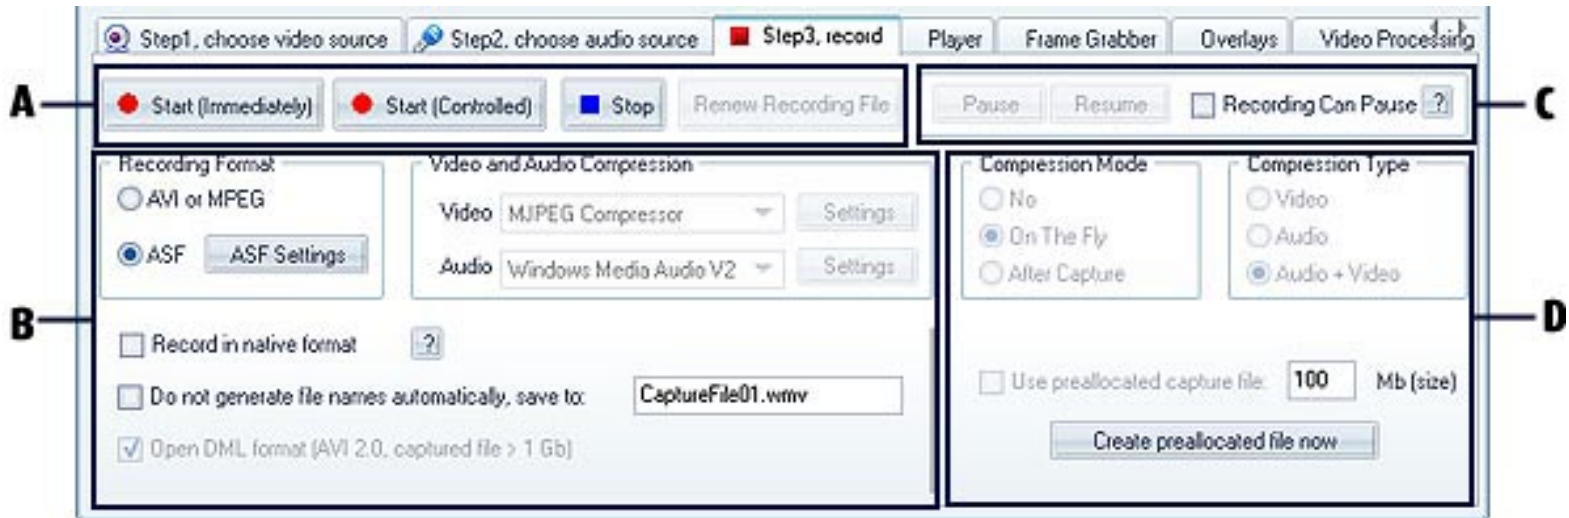 Step1, choose video source Step2, choose audio source Step3, record Player Frame Grabber Overlays Video Processing
A Start (Immediately) Start (Controlled) Stop Renew Recording File Pause Resume Recording Can Pause ? C
Recording Format Video and Audio Compression Compression Mode Compression Type
AVI or MPEG Video MJPEG Compressor Settings No Video
On The Fly Audio
ASF ASF Settings Audio Windows Media Audio V2 Settings After Capture Audio + Video
B D
Record in native format ?
Use preallocated capture file: 100 Mb (size)
Do not generate file names automatically, save to: CaptureFile01.wmv
Open DML format (AVI 2.0, captured file > 1 Gb) Create preallocated file now